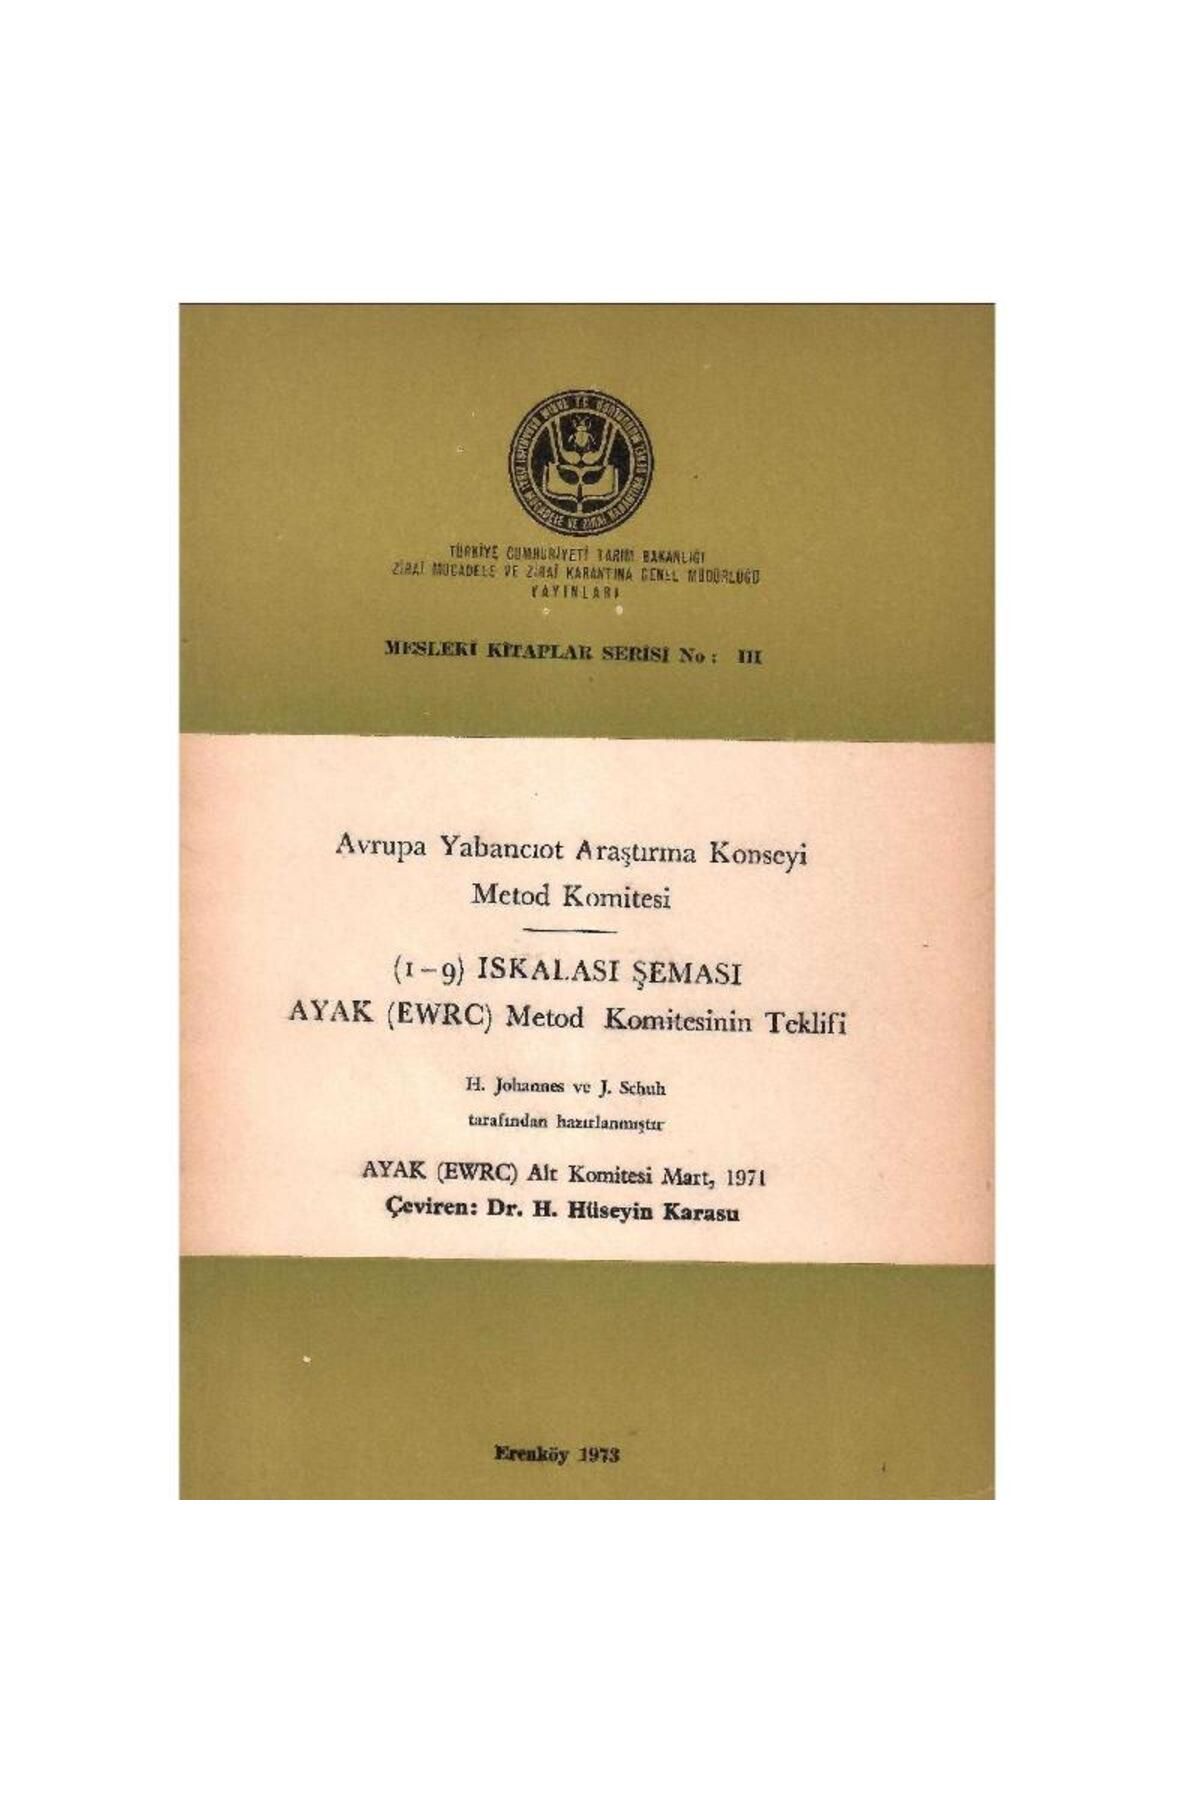 TÜRKİYE CUMHURİYETİ TARIM BAKANLIĞI
ZİRAİ MÜCADELE VE ZİRAİ KARANTİNA GENEL MÜDÜRLÜĞÜ
YAYINLARI
MESLEKİ KİTAPLAR SERİSİ No : III
Avrupa Yabancıot Araştırma Konseyi
Metod Komitesi
(1-9) ISKALASI ŞEMASI
AYAK (EWRC) Metod Komitesinin Teklifi
H. Johannes ve J. Schuh
tarafından hazırlanmıştır
AYAK (EWRC) Alt Komitesi Mart, 1971
Çeviren: Dr. H. Hüseyin Karasu
Erenköy 1973